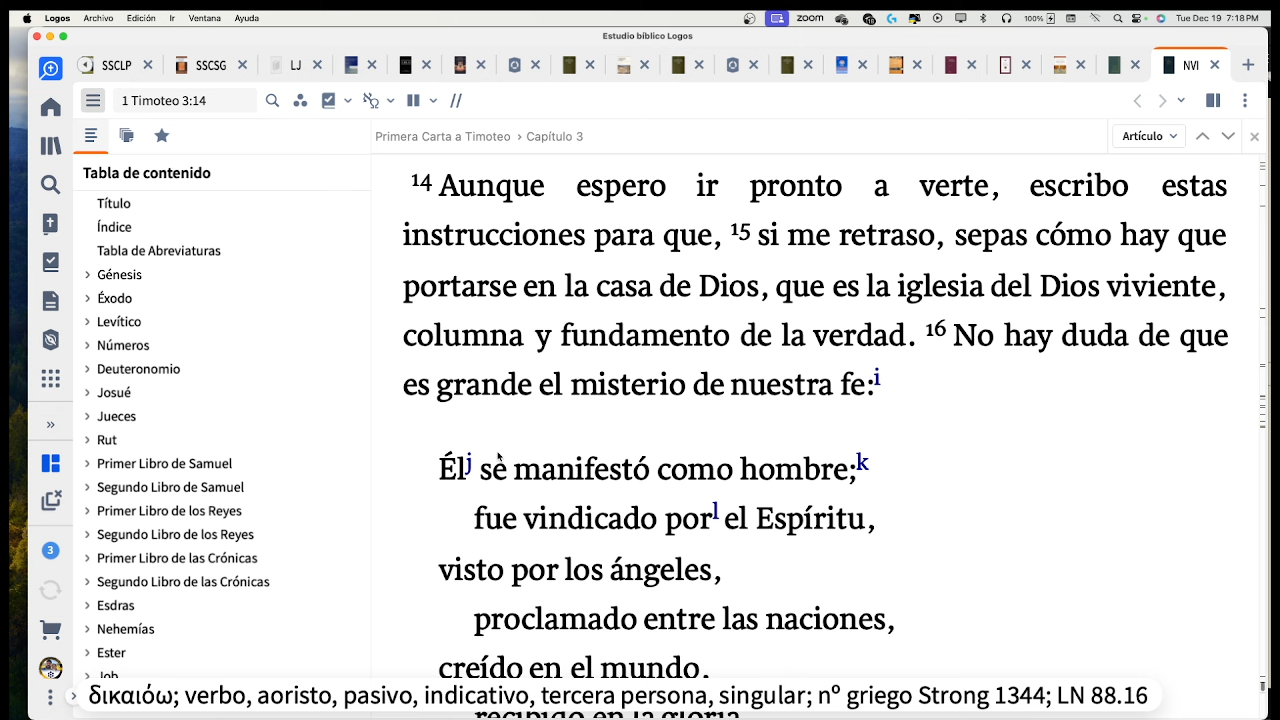 Logos Archivo Edición Ir Ventana Ayuda
zoom 100% Tue Dec 19 7:18 PM
Estudio bíblico Logos
SSCLP SSCSG LJ NVI
1 Timoteo 3:14
Primera Carta a Timoteo › Capítulo 3
Artículo
Tabla de contenido
Título
Índice
Tabla de Abreviaturas
Génesis
Éxodo
Levítico
Números
Deuteronomio
Josué
Jueces
Rut
Primer Libro de Samuel
Segundo Libro de Samuel
Primer Libro de los Reyes
Segundo Libro de los Reyes
Primer Libro de las Crónicas
Segundo Libro de las Crónicas
Esdras
Nehemías
Ester
Job
3
14 Aunque espero ir pronto a verte, escribo estas
instrucciones para que, 15 si me retraso, sepas cómo hay que
portarse en la casa de Dios, que es la iglesia del Dios viviente,
columna y fundamento de la verdad. 16 No hay duda de que
es grande el misterio de nuestra fe:i
Élj se manifestó como hombre;k
fue vindicado porl el Espíritu,
visto por los ángeles,
proclamado entre las naciones,
creído en el mundo,
recibido en la gloria
δικαιόω; verbo, aoristo, pasivo, indicativo, tercera persona, singular; nº griego Strong 1344; LN 88.16